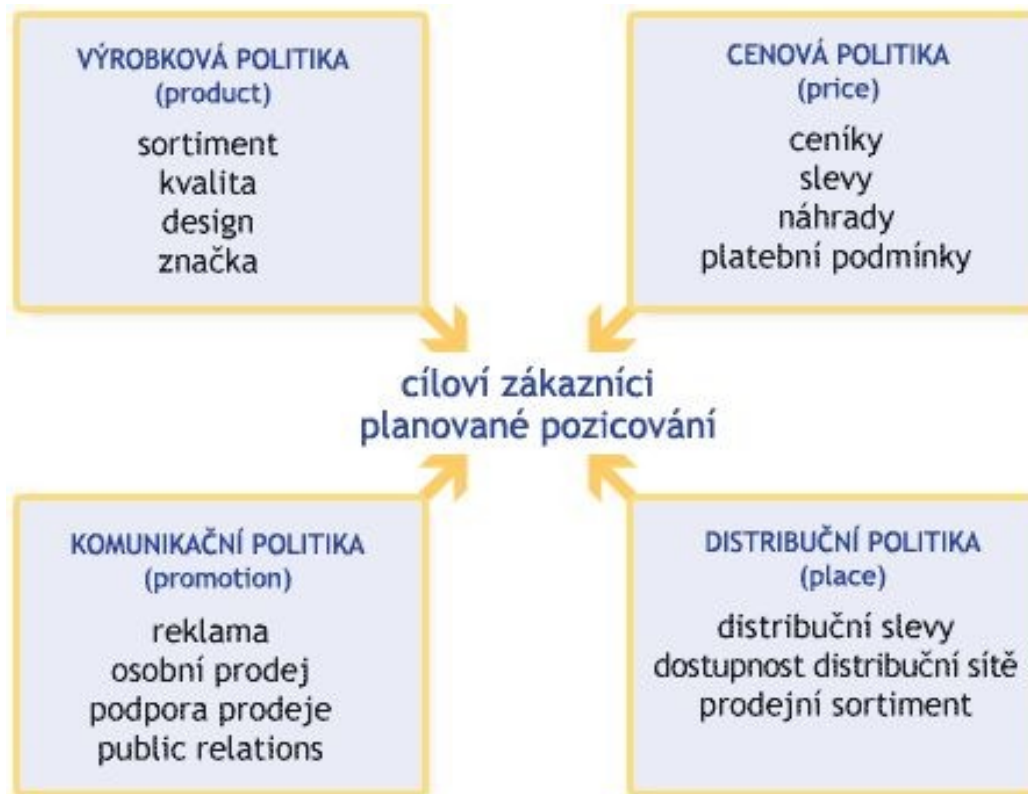 VÝROBKOVÁ POLITIKA
(product)
sortiment
kvalita
design
značka
CENOVÁ POLITIKA
(price)
ceníky
slevy
náhrady
platební podmínky
cíloví zákazníci
planované pozicování
KOMUNIKAČNÍ POLITIKA
(promotion)
reklama
osobní prodej
podpora prodeje
public relations
DISTRIBUČNÍ POLITIKA
(place)
distribuční slevy
dostupnost distribuční sítě
prodejní sortiment